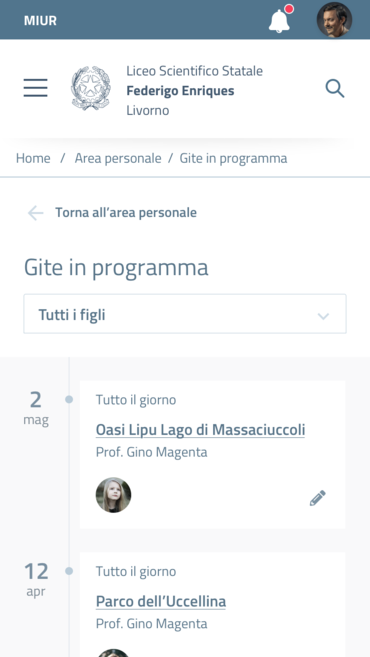 MIUR
Liceo Scientifico Statale
Federigo Enriques
Livorno
Home / Area personale / Gite in programma
Torna all’area personale
Gite in programma
Tutti i figli
2
mag
Tutto il giorno
Oasi Lipu Lago di Massaciuccoli
Prof. Gino Magenta
12
apr
Tutto il giorno
Parco dell’Uccellina
Prof. Gino Magenta